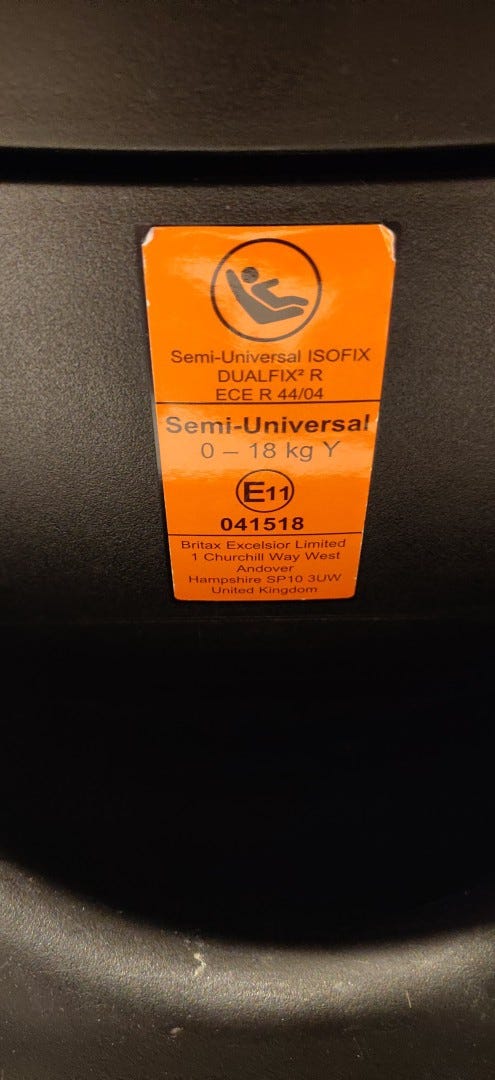 Semi-Universal ISOFIX
DUALFIX² R
ECE R 44/04
Semi-Universal
0 – 18 kg Y
E11
041518
Britax Excelsior Limited
1 Churchill Way West
Andover
Hampshire SP10 3UW
United Kingdom